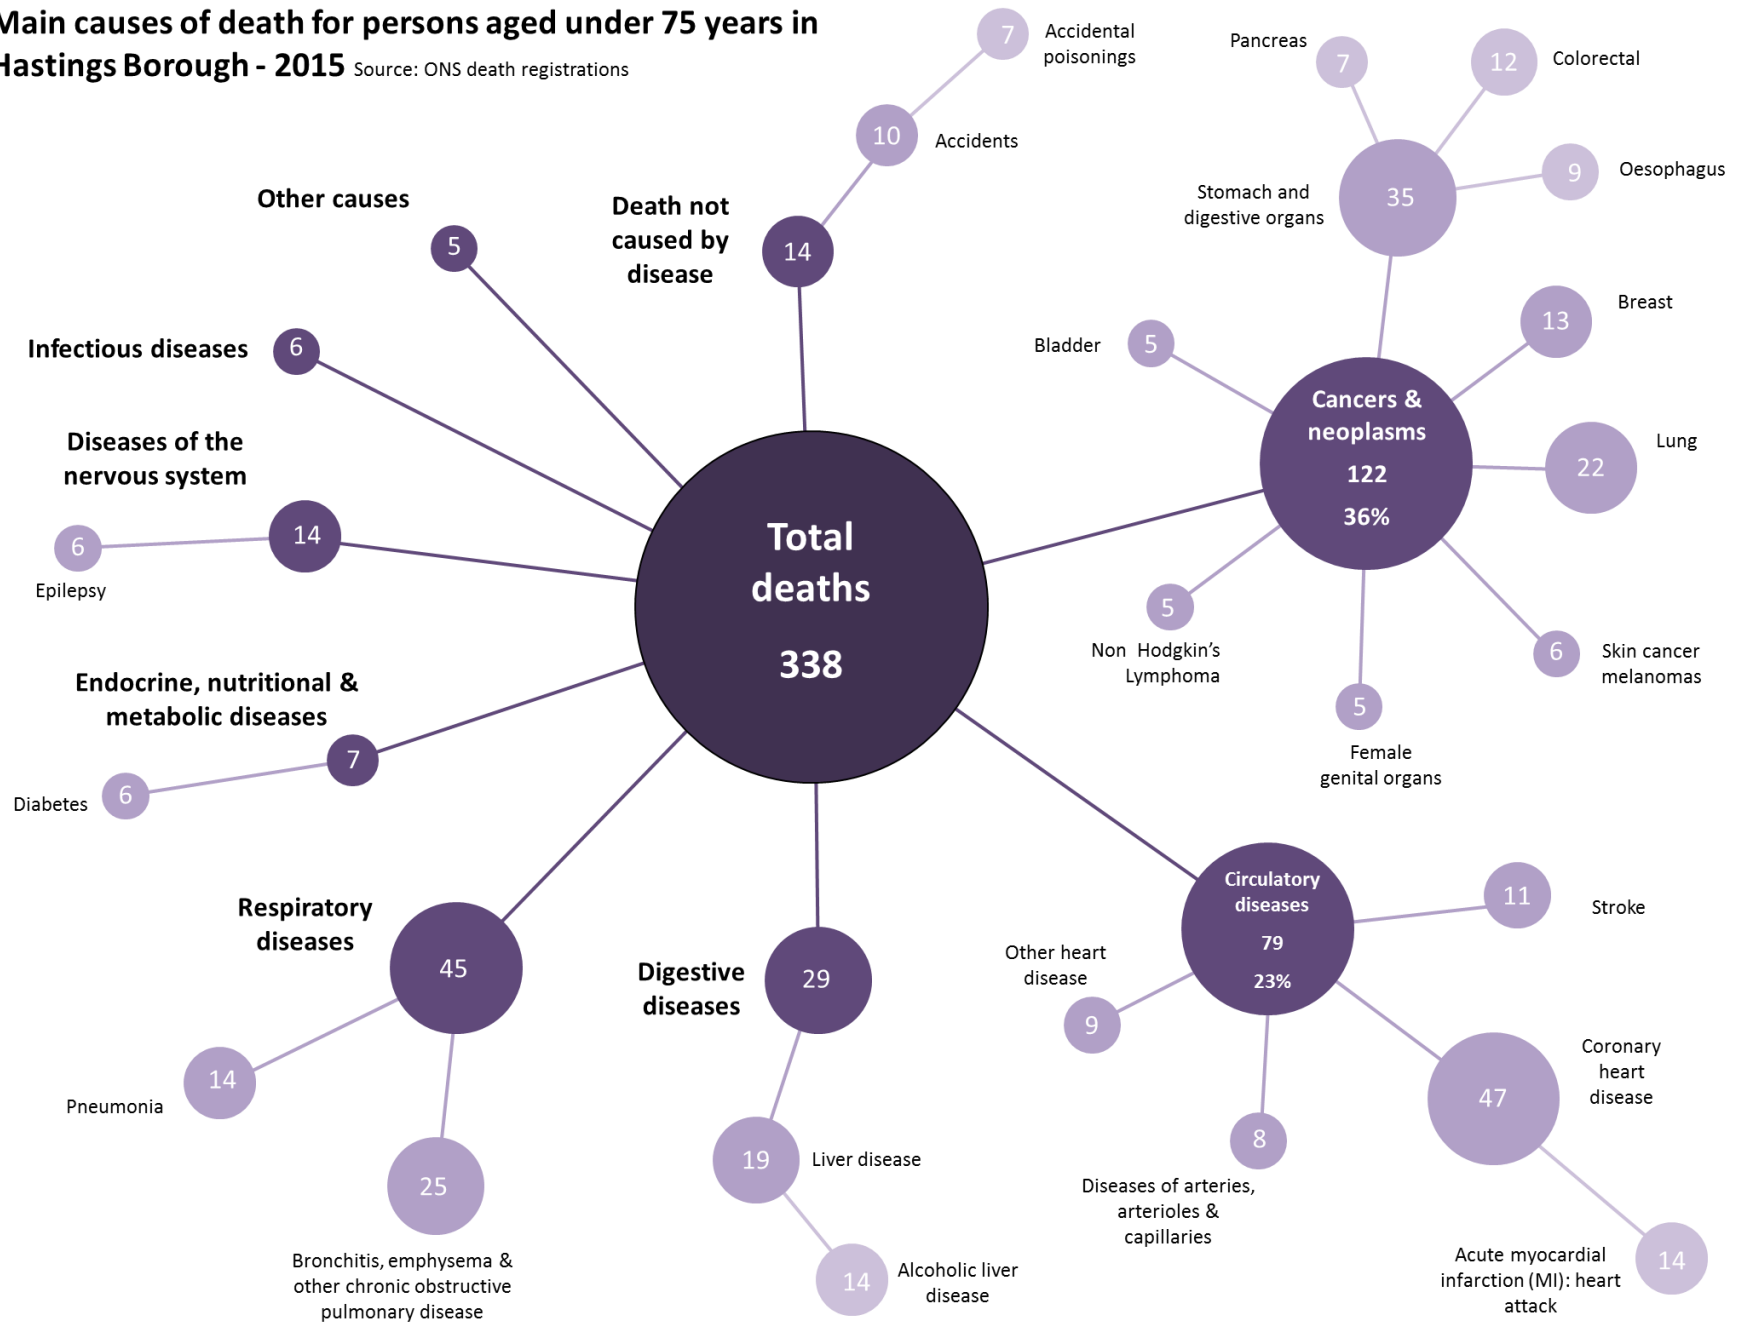 Main causes of death for persons aged under 75 years in
Hastings Borough - 2015 Source: ONS death registrations
7
Accidental
poisonings
10
Accidents
Death not
caused by
disease
14
Other causes
5
Infectious diseases
6
Diseases of the
nervous system
14
6
Epilepsy
Endocrine, nutritional &
metabolic diseases
7
6
Diabetes
Respiratory
diseases
45
14
Pneumonia
25
Bronchitis, emphysema &
other chronic obstructive
pulmonary disease
Digestive
diseases
29
19
Liver disease
14
Alcoholic liver
disease
Total
deaths
338
Cancers &
neoplasms
122
36%
Stomach and
digestive organs
35
Pancreas
7
12
Colorectal
9
Oesophagus
13
Breast
22
Lung
6
Skin cancer
melanomas
5
Female
genital organs
5
Non Hodgkin’s
Lymphoma
Bladder
5
Circulatory
diseases
79
23%
11
Stroke
47
Coronary
heart
disease
14
Acute myocardial
infarction (MI): heart
attack
8
Diseases of arteries,
arterioles &
capillaries
Other heart
disease
9